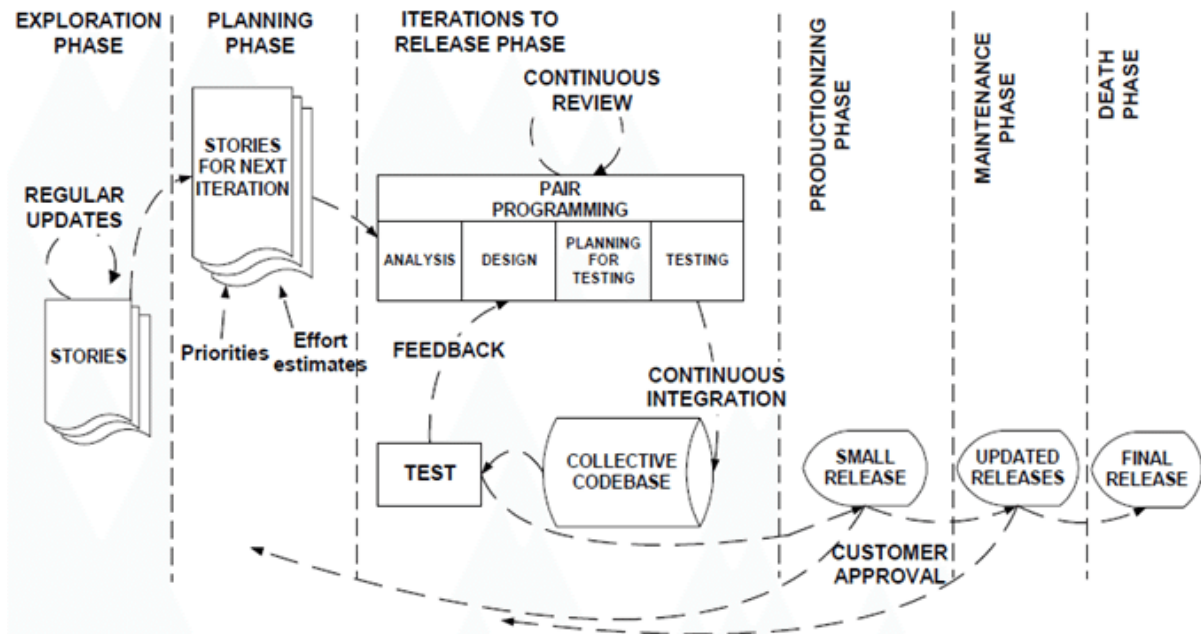 EXPLORATION
PHASE
PLANNING
PHASE
ITERATIONS TO
RELEASE PHASE
PRODUCTIONIZING
PHASE
MAINTENANCE
PHASE
DEATH
PHASE
REGULAR
UPDATES
STORIES
STORIES
FOR NEXT
ITERATION
Priorities
Effort
estimates
CONTINUOUS
REVIEW
PAIR
PROGRAMMING
ANALYSIS
DESIGN
PLANNING
FOR
TESTING
TESTING
FEEDBACK
CONTINUOUS
INTEGRATION
TEST
COLLECTIVE
CODEBASE
SMALL
RELEASE
UPDATED
RELEASES
FINAL
RELEASE
CUSTOMER
APPROVAL